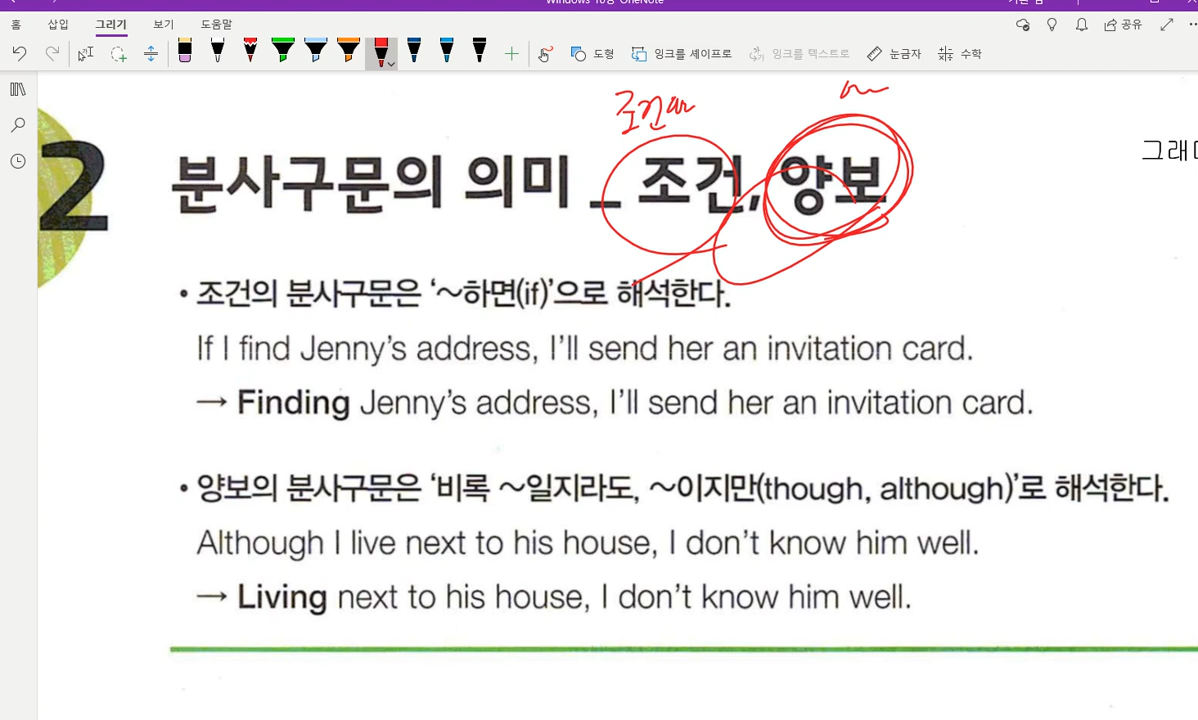 Windows 10용 OneNote
홈 삽입 그리기 보기 도움말
공유
도형 잉크를 셰이프로 잉크를 텍스트로 눈금자 수학
조건
2 분사구문의 의미 _ 조건, 양보
• 조건의 분사구문은 ‘~하면(if)’으로 해석한다.
If I find Jenny’s address, I’ll send her an invitation card.
→ Finding Jenny’s address, I’ll send her an invitation card.
• 양보의 분사구문은 ‘비록 ~일지라도, ~이지만(though, although)’로 해석한다.
Although I live next to his house, I don’t know him well.
→ Living next to his house, I don’t know him well.